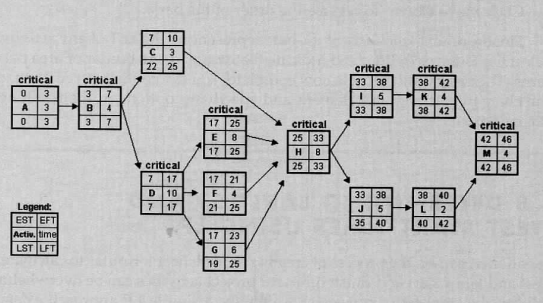 7 10
C 3
22 25
critical
0 3
A 3
0 3
critical
3 7
B 4
3 7
critical
17 25
E 8
17 25
critical
7 17
D 10
7 17
17 21
F 4
21 25
17 23
G 6
19 25
critical
25 33
H 8
25 33
critical
33 38
I 5
33 38
critical
38 42
K 4
38 42
33 38
J 5
35 40
38 40
L 2
40 42
critical
42 46
M 4
42 46
Legend:
EST EFT
Activ. time
LST LFT